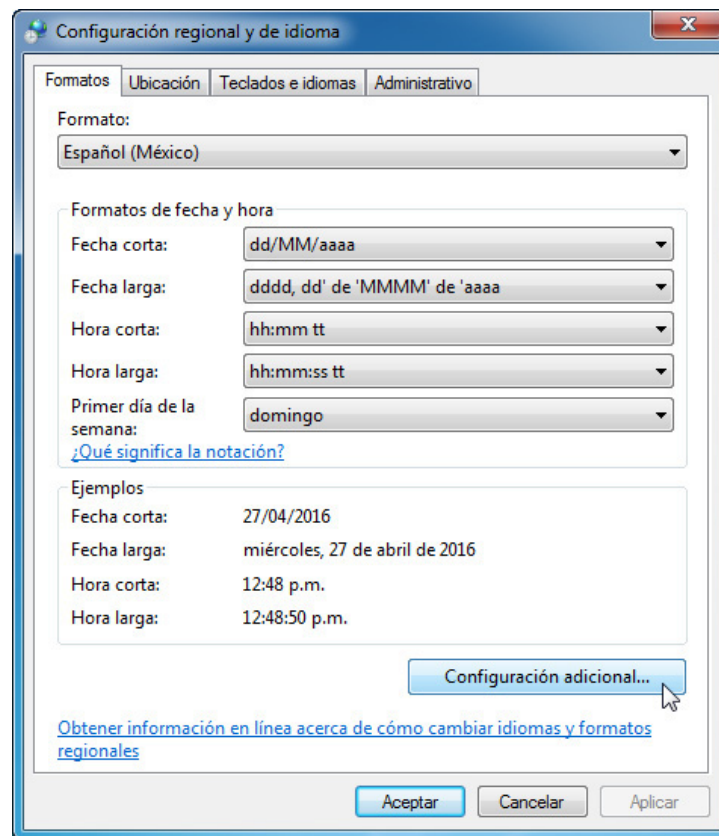 Configuración regional y de idioma
Formatos Ubicación Teclados e idiomas Administrativo
Formato:
Español (México)
Formatos de fecha y hora
Fecha corta: dd/MM/aaaa
Fecha larga: dddd, dd' de 'MMMM' de 'aaaa
Hora corta: hh:mm tt
Hora larga: hh:mm:ss tt
Primer día de la
semana: domingo
¿Qué significa la notación?
Ejemplos
Fecha corta: 27/04/2016
Fecha larga: miércoles, 27 de abril de 2016
Hora corta: 12:48 p.m.
Hora larga: 12:48:50 p.m.
Configuración adicional...
Obtener información en línea acerca de cómo cambiar idiomas y formatos
regionales
Aceptar Cancelar Aplicar